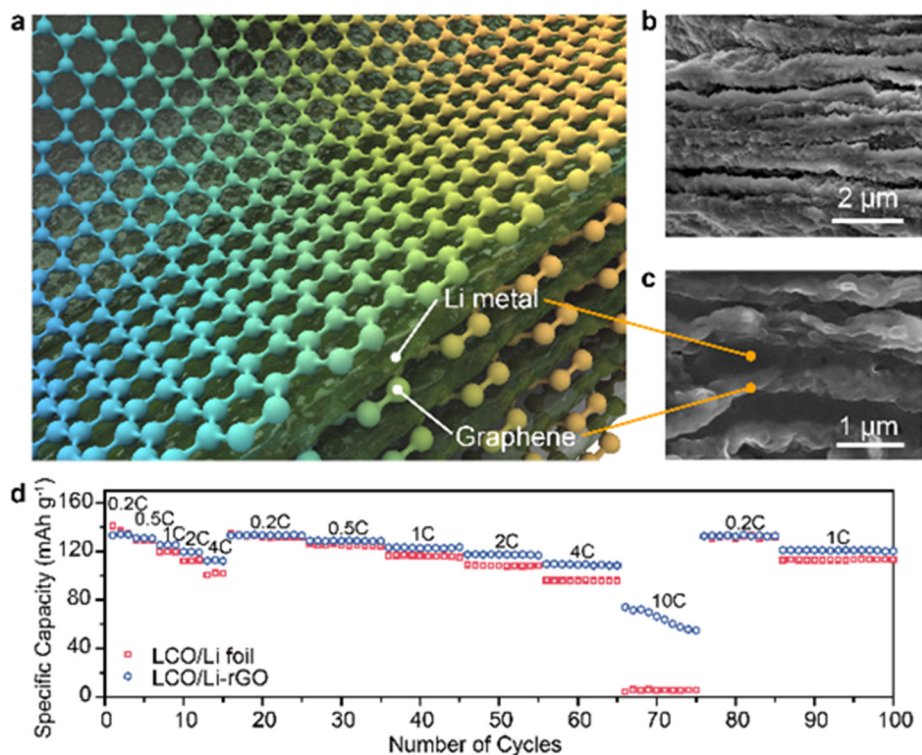 a
Li metal
Graphene
b
2 μm
c
1 μm
d
Specific Capacity (mAh g⁻¹)
160
120
80
40
0
0.2C
0.5C
1C
2C
4C
0.2C
0.5C
1C
2C
4C
10C
0.2C
1C
LCO/Li foil
LCO/Li-rGO
0 10 20 30 40 50 60 70 80 90 100
Number of Cycles